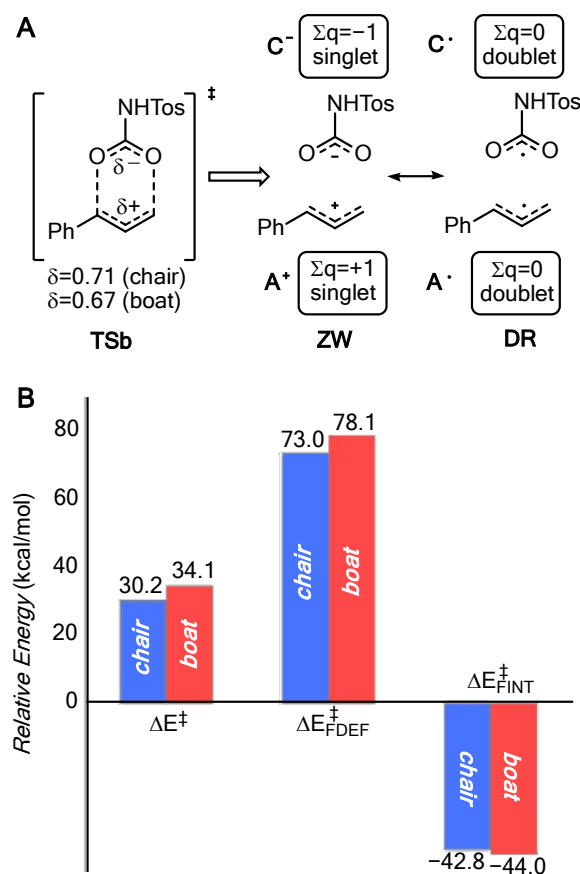 A
‡
NHTos
O O
δ−
δ+
Ph
δ=0.71 (chair)
δ=0.67 (boat)
TSb
C⁻
Σq=−1
singlet
NHTos
O O
-
+
Ph
A⁺
Σq=+1
singlet
ZW
C·
Σq=0
doublet
NHTos
O O
·
·
Ph
A·
Σq=0
doublet
DR
B
Relative Energy (kcal/mol)
80
60
40
20
0
30.2
34.1
chair
boat
ΔE‡
73.0
78.1
chair
boat
ΔE‡FDEF
ΔE‡FINT
chair
boat
−42.8
−44.0